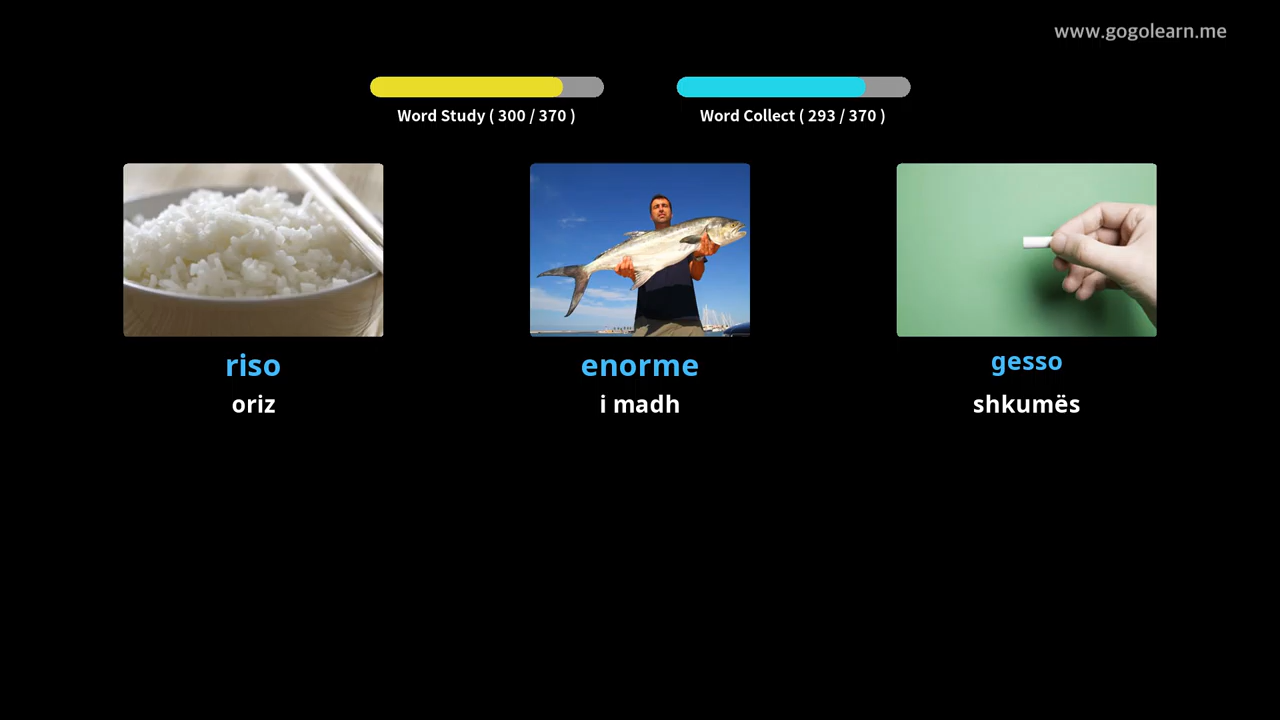 www.gogolearn.me
Word Study ( 300 / 370 )
Word Collect ( 293 / 370 )
riso
enorme
gesso
oriz
i madh
shkumës